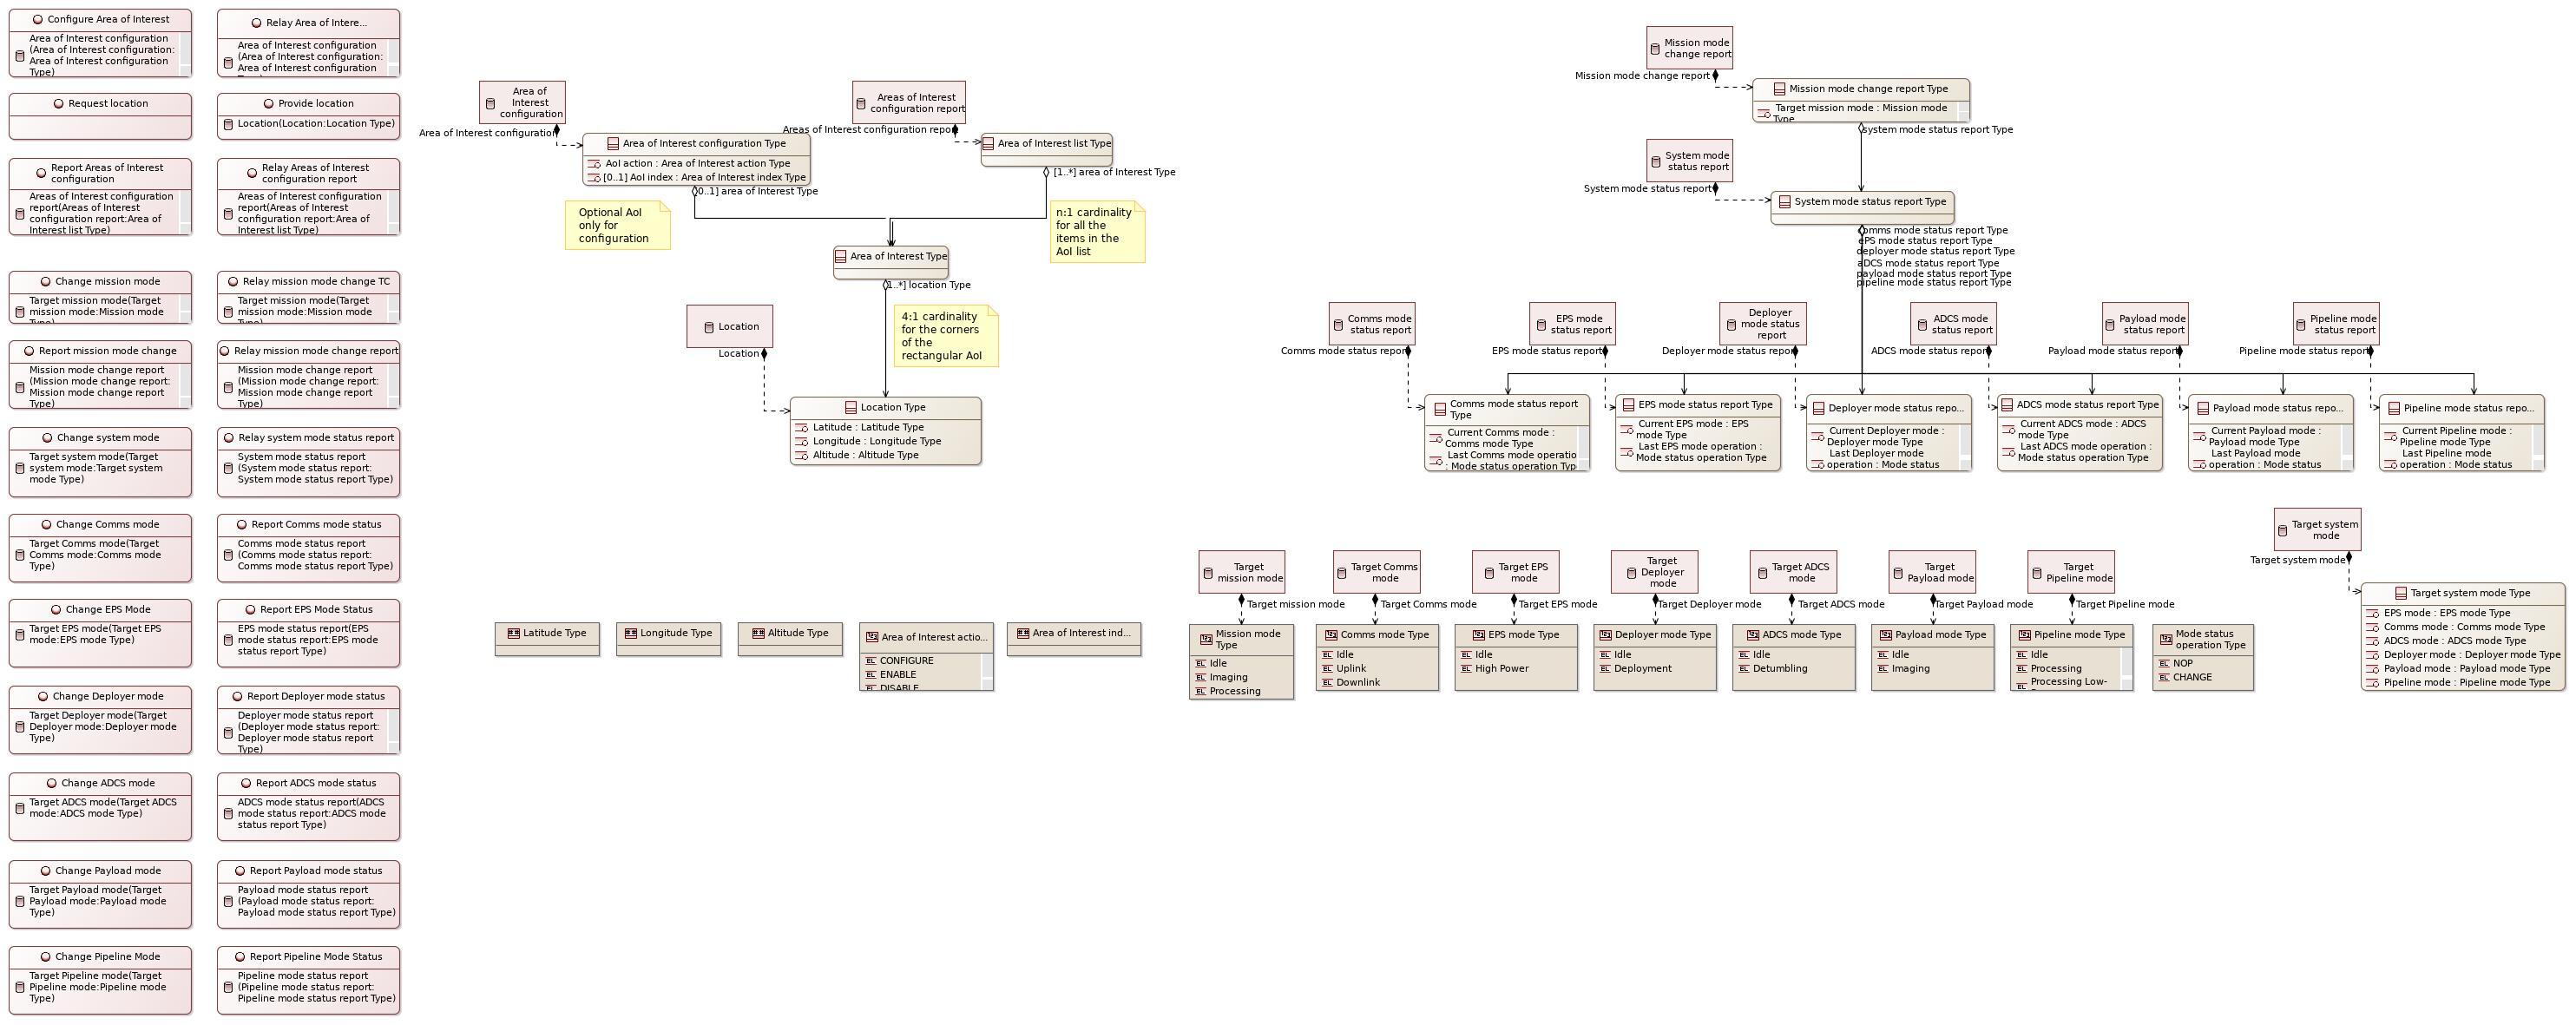 Configure Area of Interest
Area of Interest configuration
(Area of Interest configuration:
Area of Interest configuration
Type)
Relay Area of Intere...
Area of Interest configuration
(Area of Interest configuration:
Area of Interest configuration
Request location
Provide location
Location(Location:Location Type)
Report Areas of Interest
configuration
Areas of Interest configuration
report(Areas of Interest
configuration report:Area of
Interest list Type)
Relay Areas of Interest
configuration report
Areas of Interest configuration
report(Areas of Interest
configuration report:Area of
Interest list Type)
Change mission mode
Target mission mode(Target
mission mode:Mission mode
Type)
Relay mission mode change TC
Target mission mode(Target
mission mode:Mission mode
Type)
Report mission mode change
Mission mode change report
(Mission mode change report:
Mission mode change report
Type)
Relay mission mode change report
Mission mode change report
(Mission mode change report:
Mission mode change report
Type)
Change system mode
Target system mode(Target
system mode:Target system
mode Type)
Relay system mode status report
System mode status report
(System mode status report:
System mode status report Type)
Change Comms mode
Target Comms mode(Target
Comms mode:Comms mode
Type)
Report Comms mode status
Comms mode status report
(Comms mode status report:
Comms mode status report Type)
Change EPS Mode
Target EPS mode(Target EPS
mode:EPS mode Type)
Report EPS Mode Status
EPS mode status report(EPS
mode status report:EPS mode
status report Type)
Change Deployer mode
Target Deployer mode(Target
Deployer mode:Deployer mode
Type)
Report Deployer mode status
Deployer mode status report
(Deployer mode status report:
Deployer mode status report
Type)
Change ADCS mode
Target ADCS mode(Target ADCS
mode:ADCS mode Type)
Report ADCS mode status
ADCS mode status report(ADCS
mode status report:ADCS mode
status report Type)
Change Payload mode
Target Payload mode(Target
Payload mode:Payload mode
Type)
Report Payload mode status
Payload mode status report
(Payload mode status report:
Payload mode status report Type)
Change Pipeline Mode
Target Pipeline mode(Target
Pipeline mode:Pipeline mode
Type)
Report Pipeline Mode Status
Pipeline mode status report
(Pipeline mode status report:
Pipeline mode status report Type)
Area of
Interest
configuration
Area of Interest configuration
Area of Interest configuration Type
AoI action : Area of Interest action Type
[0..1] AoI index : Area of Interest index Type
0..1] area of Interest Type
Areas of Interest
configuration report
Areas of Interest configuration report
Area of Interest list Type
[1..*] area of Interest Type
Optional AoI
only for
configuration
n:1 cardinality
for all the
items in the
AoI list
Area of Interest Type
1..*] location Type
4:1 cardinality
for the corners
of the
rectangular AoI
Location
Location
Location Type
Latitude : Latitude Type
Longitude : Longitude Type
Altitude : Altitude Type
Latitude Type
Longitude Type
Altitude Type
Area of Interest actio...
CONFIGURE
ENABLE
DISABLE
Area of Interest ind...
Mission mode
change report
Mission mode change report
Mission mode change report Type
Target mission mode : Mission mode
Type
system mode status report Type
System mode
status report
System mode status report
System mode status report Type
comms mode status report Type
ePS mode status report Type
deployer mode status report Type
aDCS mode status report Type
payload mode status report Type
pipeline mode status report Type
Comms mode
status report
Comms mode status report
EPS mode
status report
EPS mode status report
Deployer
mode status
report
Deployer mode status report
ADCS mode
status report
ADCS mode status report
Payload mode
status report
Payload mode status report
Pipeline mode
status report
Pipeline mode status report
Comms mode status report
Type
Current Comms mode :
Comms mode Type
Last Comms mode operatio
: Mode status operation Typ
EPS mode status report Type
Current EPS mode : EPS
mode Type
Last EPS mode operation :
Mode status operation Type
Deployer mode status repo...
Current Deployer mode :
Deployer mode Type
Last Deployer mode
operation : Mode status
ADCS mode status report Type
Current ADCS mode : ADCS
mode Type
Last ADCS mode operation :
Mode status operation Type
Payload mode status repo...
Current Payload mode :
Payload mode Type
Last Payload mode
operation : Mode status
Pipeline mode status repo...
Current Pipeline mode :
Pipeline mode Type
Last Pipeline mode
operation : Mode status
Target
mission mode
Target mission mode
Mission mode
Type
Idle
Imaging
Processing
Target Comms
mode
Target Comms mode
Comms mode Type
Idle
Uplink
Downlink
Target EPS
mode
Target EPS mode
EPS mode Type
Idle
High Power
Target
Deployer
mode
Target Deployer mode
Deployer mode Type
Idle
Deployment
Target ADCS
mode
Target ADCS mode
ADCS mode Type
Idle
Detumbling
Target
Payload mode
Target Payload mode
Payload mode Type
Idle
Imaging
Target
Pipeline mode
Target Pipeline mode
Pipeline mode Type
Idle
Processing
Processing Low-
Mode status
operation Type
NOP
CHANGE
Target system
mode
Target system mode
Target system mode Type
EPS mode : EPS mode Type
Comms mode : Comms mode Type
ADCS mode : ADCS mode Type
Deployer mode : Deployer mode Type
Payload mode : Payload mode Type
Pipeline mode : Pipeline mode Type